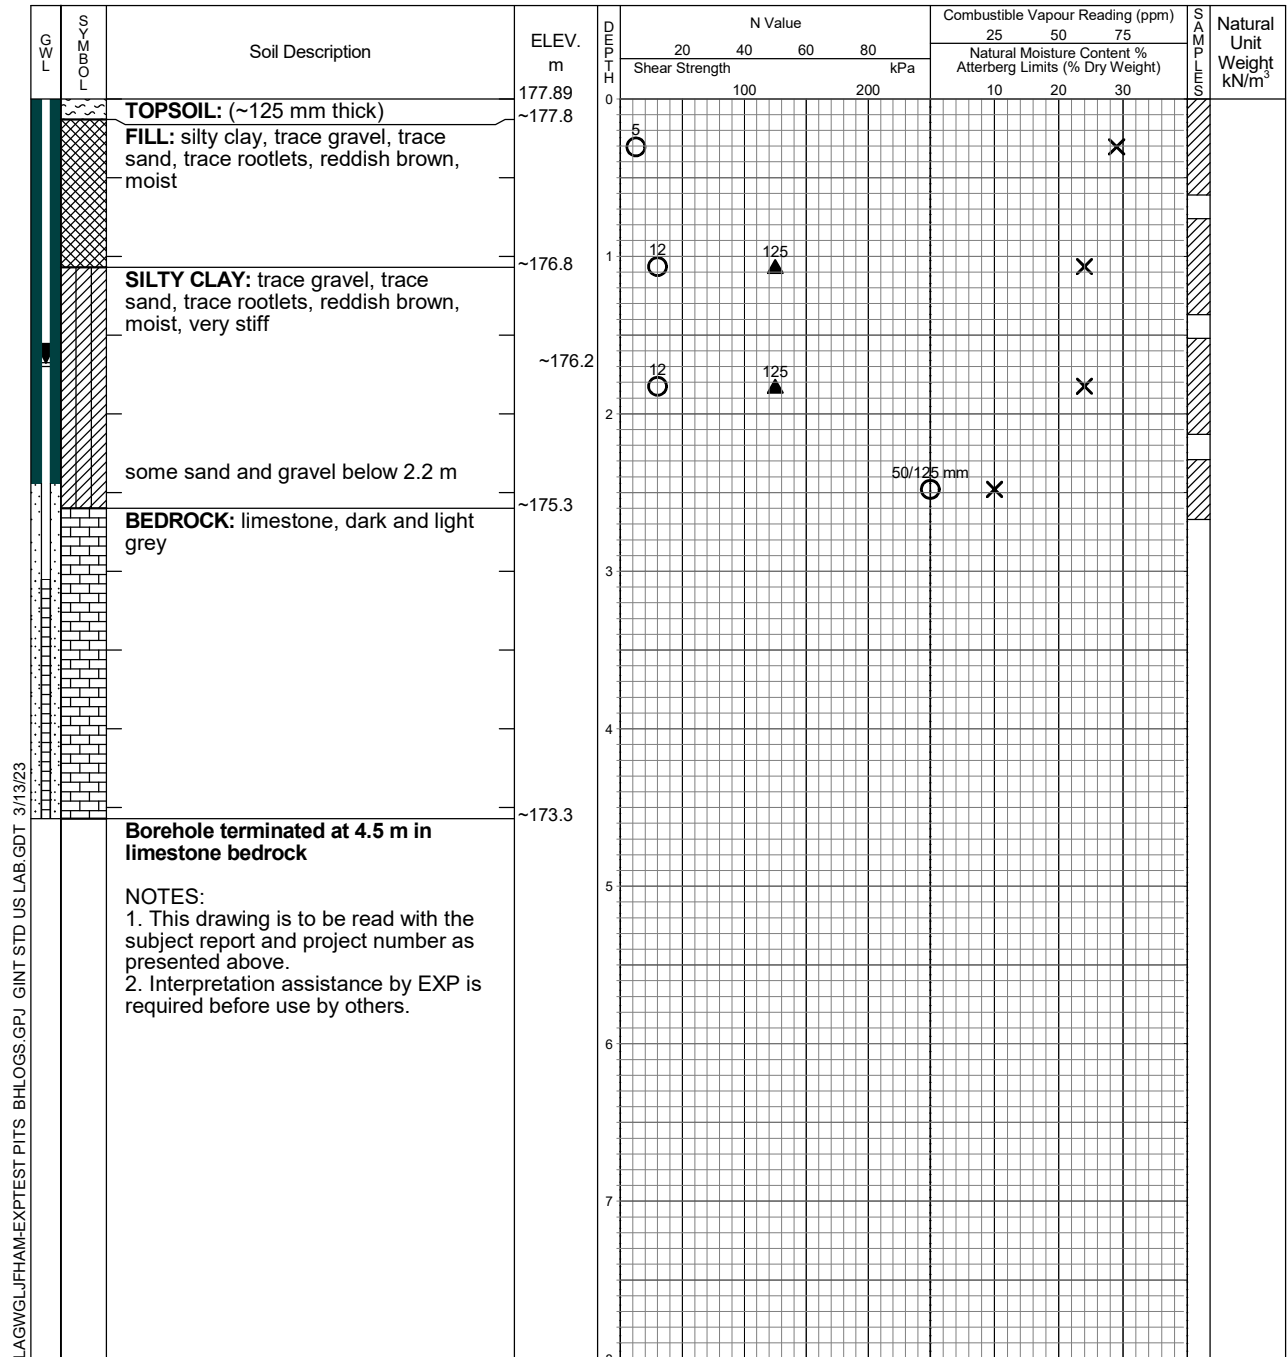 GWL
SYMBOL
Soil Description
ELEV.
m
DEPTH
N Value
20 40 60 80
Shear Strength kPa
100 200
Combustible Vapour Reading (ppm)
25 50 75
Natural Moisture Content %
Atterberg Limits (% Dry Weight)
10 20 30
SAMPLES
Natural
Unit
Weight
kN/m³
177.89
0
TOPSOIL: (~125 mm thick)
~177.8
FILL: silty clay, trace gravel, trace
sand, trace rootlets, reddish brown,
moist
5
~176.8
1
12 125
SILTY CLAY: trace gravel, trace
sand, trace rootlets, reddish brown,
moist, very stiff
~176.2
12 125
2
some sand and gravel below 2.2 m
50/125 mm
~175.3
BEDROCK: limestone, dark and light
grey
3
4
~173.3
Borehole terminated at 4.5 m in
limestone bedrock
NOTES:
1. This drawing is to be read with the
subject report and project number as
presented above.
2. Interpretation assistance by EXP is
required before use by others.
5
6
7
LAGWGLJFHAM-EXPTEST PITS BHLOGS.GPJ GINT STD US LAB.GDT 3/13/23